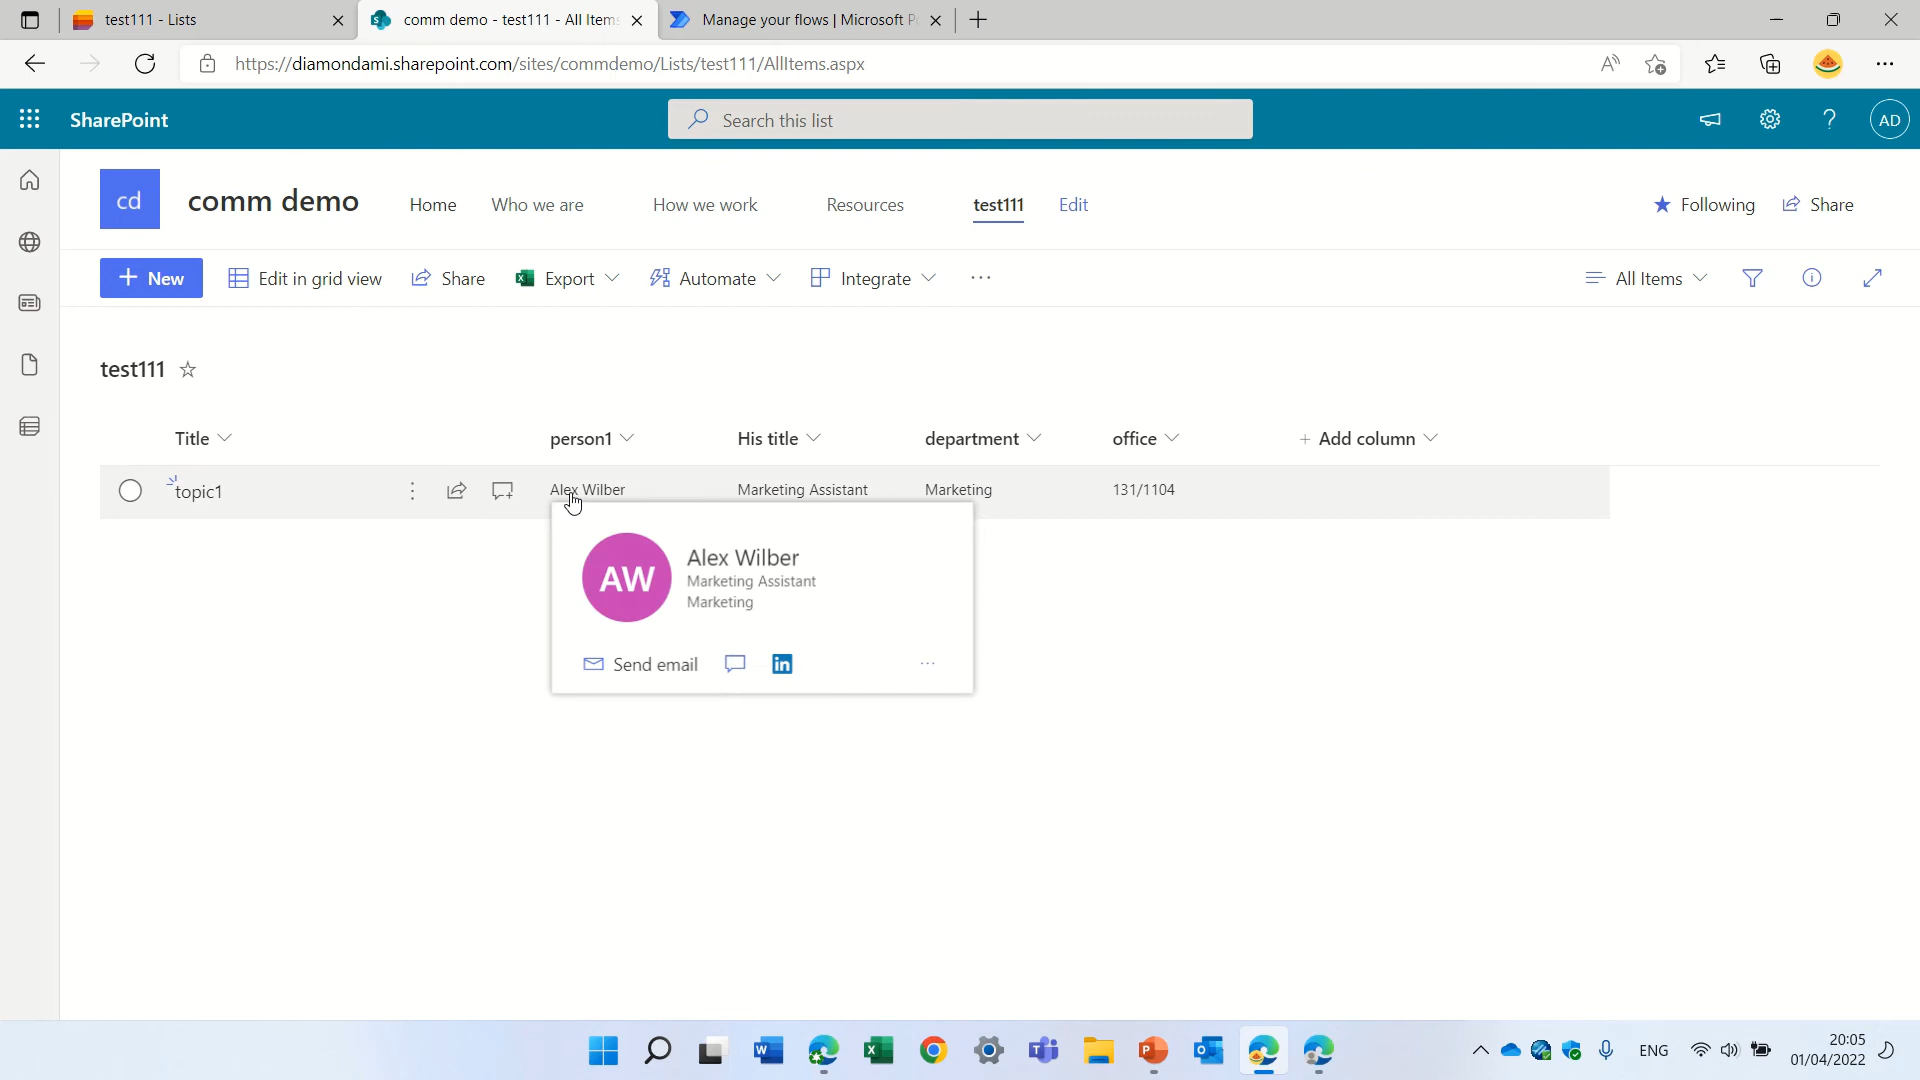 test111 - Lists
comm demo - test111 - All Items
Manage your flows | Microsoft P
https://diamondami.sharepoint.com/sites/commdemo/Lists/test111/AllItems.aspx
SharePoint
Search this list
AD
cd
comm demo
Home
Who we are
How we work
Resources
test111
Edit
Following
Share
New
Edit in grid view
Share
Export
Automate
Integrate
All Items
test111
Title
person1
His title
department
office
Add column
topic1
Alex Wilber
Marketing Assistant
Marketing
131/1104
AW
Alex Wilber
Marketing Assistant
Marketing
Send email
in
ENG
20:05
01/04/2022